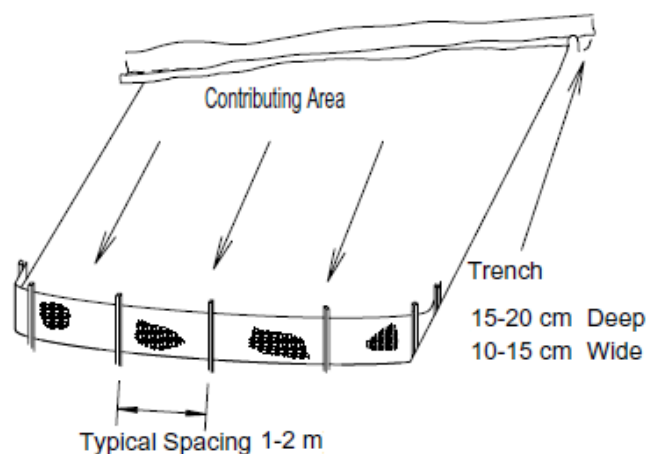 Contributing Area
Trench
15-20 cm Deep
10-15 cm Wide
Typical Spacing 1-2 m